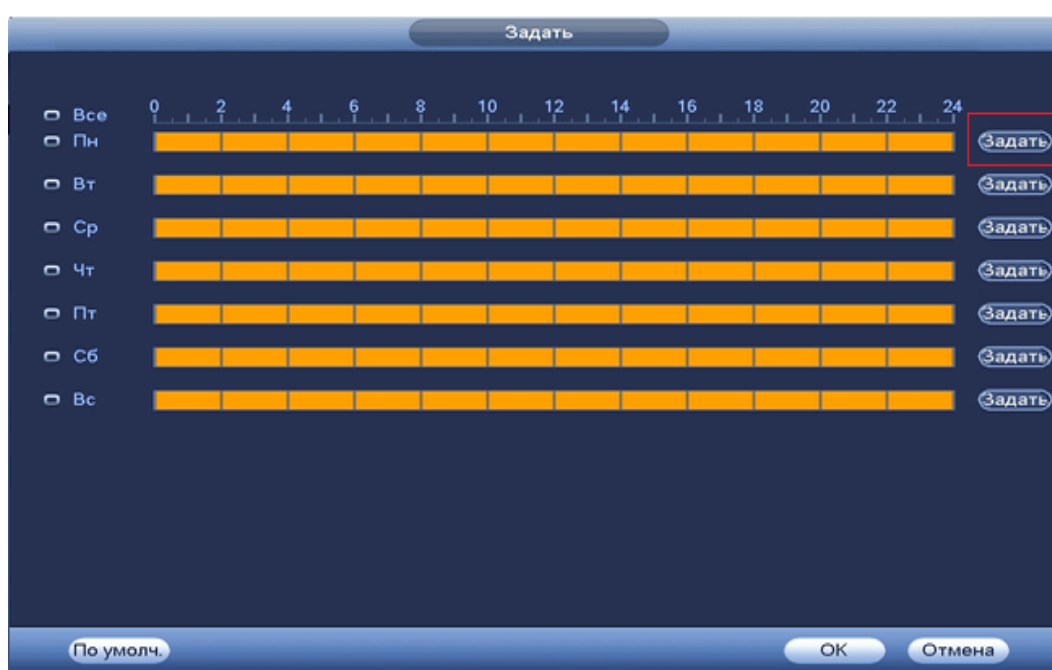 Задать
Все 0 2 4 6 8 10 12 14 16 18 20 22 24
Пн Задать
Вт Задать
Ср Задать
Чт Задать
Пт Задать
Сб Задать
Вс Задать
По умолч. OK Отмена